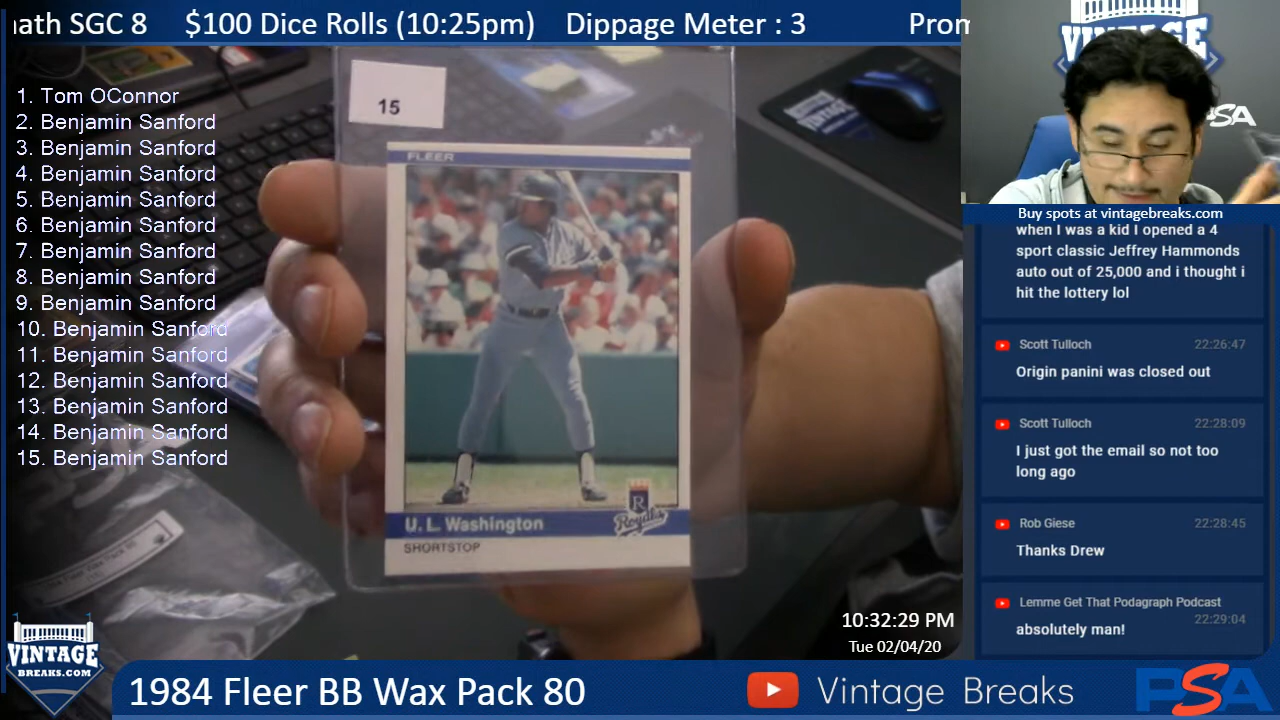 ath SGC 8 $100 Dice Rolls (10:25pm) Dippage Meter : 3 Prom
VINTAGE
PSA
1. Tom OConnor
2. Benjamin Sanford
3. Benjamin Sanford
4. Benjamin Sanford
5. Benjamin Sanford
6. Benjamin Sanford
7. Benjamin Sanford
8. Benjamin Sanford
9. Benjamin Sanford
10. Benjamin Sanford
11. Benjamin Sanford
12. Benjamin Sanford
13. Benjamin Sanford
14. Benjamin Sanford
15. Benjamin Sanford
15
FLEER
U. L. Washington
SHORTSTOP
R
Royals
VINTAGE
Wax Pack 80
Buy spots at vintagebreaks.com
when I was a kid I opened a 4
sport classic Jeffrey Hammonds
auto out of 25,000 and i thought i
hit the lottery lol
Scott Tulloch 22:26:47
Origin panini was closed out
Scott Tulloch 22:28:09
I just got the email so not too
long ago
Rob Giese 22:28:45
Thanks Drew
Lemme Get That Podagraph Podcast
22:29:04
absolutely man!
10:32:29 PM
Tue 02/04/20
VINTAGE
BREAKS.COM
1984 Fleer BB Wax Pack 80
Vintage Breaks
PSA